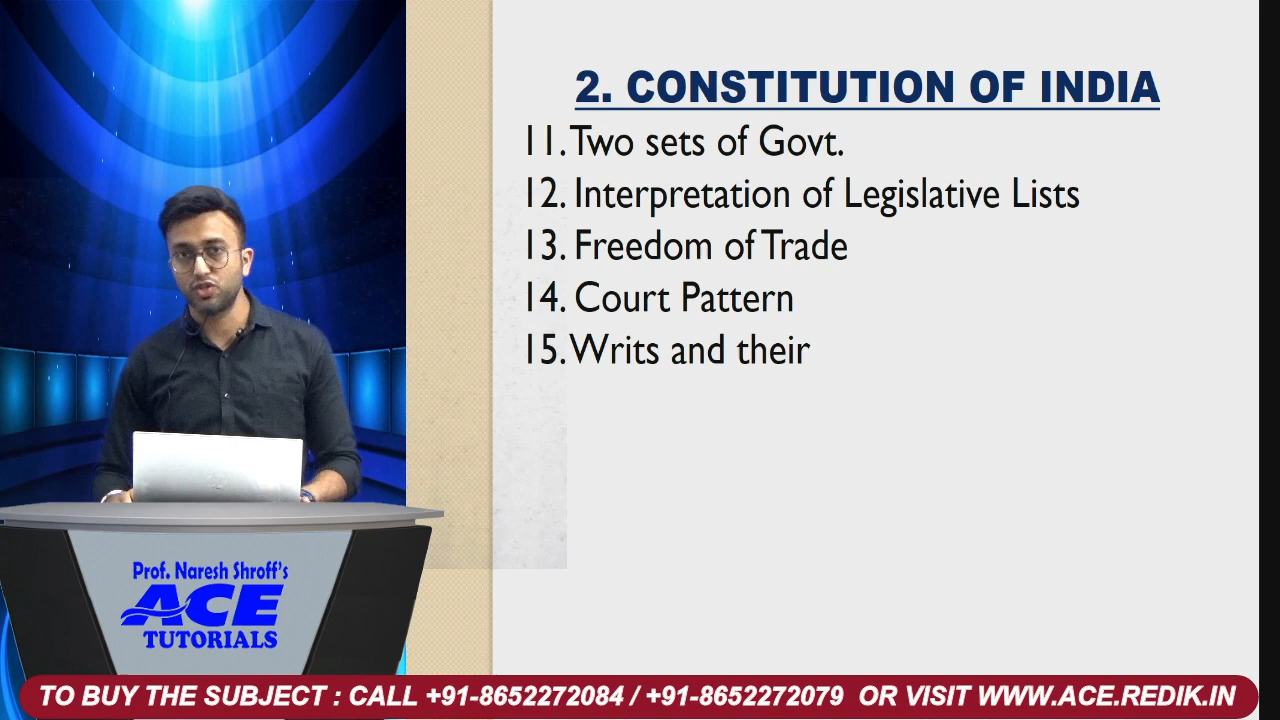 2. CONSTITUTION OF INDIA
11. Two sets of Govt.
12. Interpretation of Legislative Lists
13. Freedom of Trade
14. Court Pattern
15. Writs and their
Prof. Naresh Shroff's
ACE
TUTORIALS
TO BUY THE SUBJECT : CALL +91-8652272084 / +91-8652272079 OR VISIT WWW.ACE.REDIK.IN